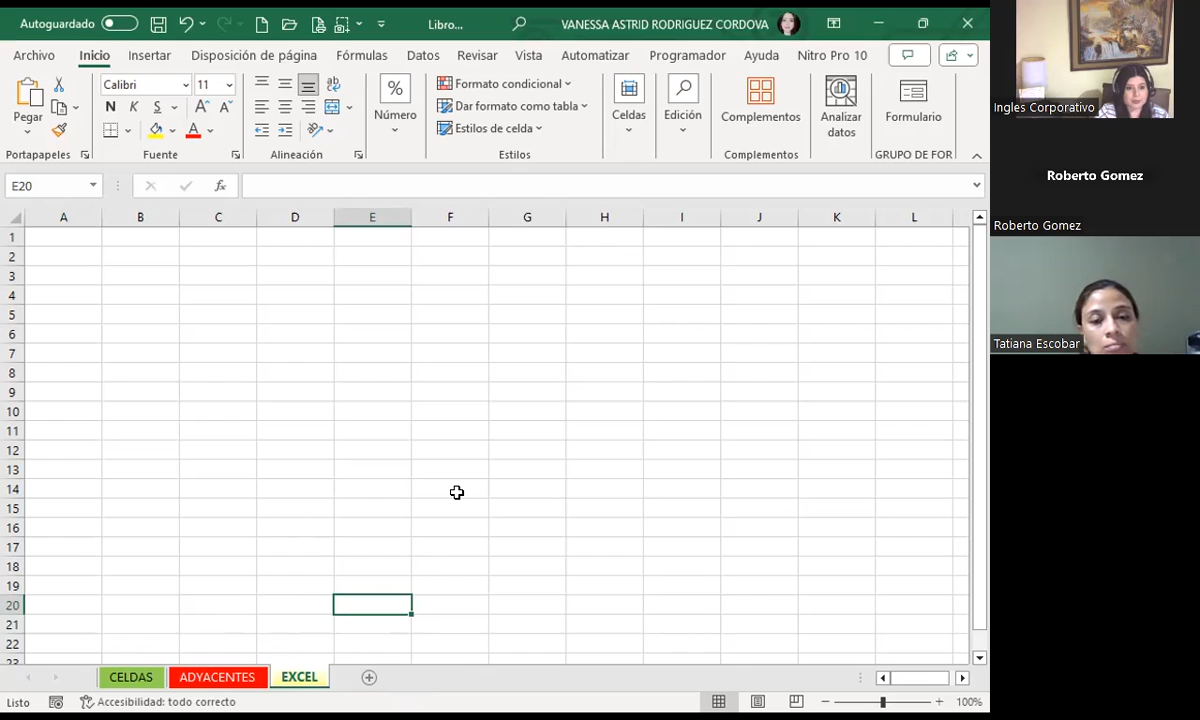 Autoguardado
Libro...
VANESSA ASTRID RODRIGUEZ CORDOVA
Archivo
Inicio
Insertar
Disposición de página
Fórmulas
Datos
Revisar
Vista
Automatizar
Programador
Ayuda
Nitro Pro 10
Pegar
Calibri
11
N K S
Número
Formato condicional
Dar formato como tabla
Estilos de celda
Celdas
Edición
Complementos
Analizar
datos
Formulario
Portapapeles
Fuente
Alineación
Estilos
Complementos
GRUPO DE FOR
E20
fx
A B C D E F G H I J K L
1
2
3
4
5
6
7
8
9
10
11
12
13
14
15
16
17
18
19
20
21
22
23
CELDAS
ADYACENTES
EXCEL
Listo
Accesibilidad: todo correcto
100%
Ingles Corporativo
Roberto Gomez
Roberto Gomez
Tatiana Escobar